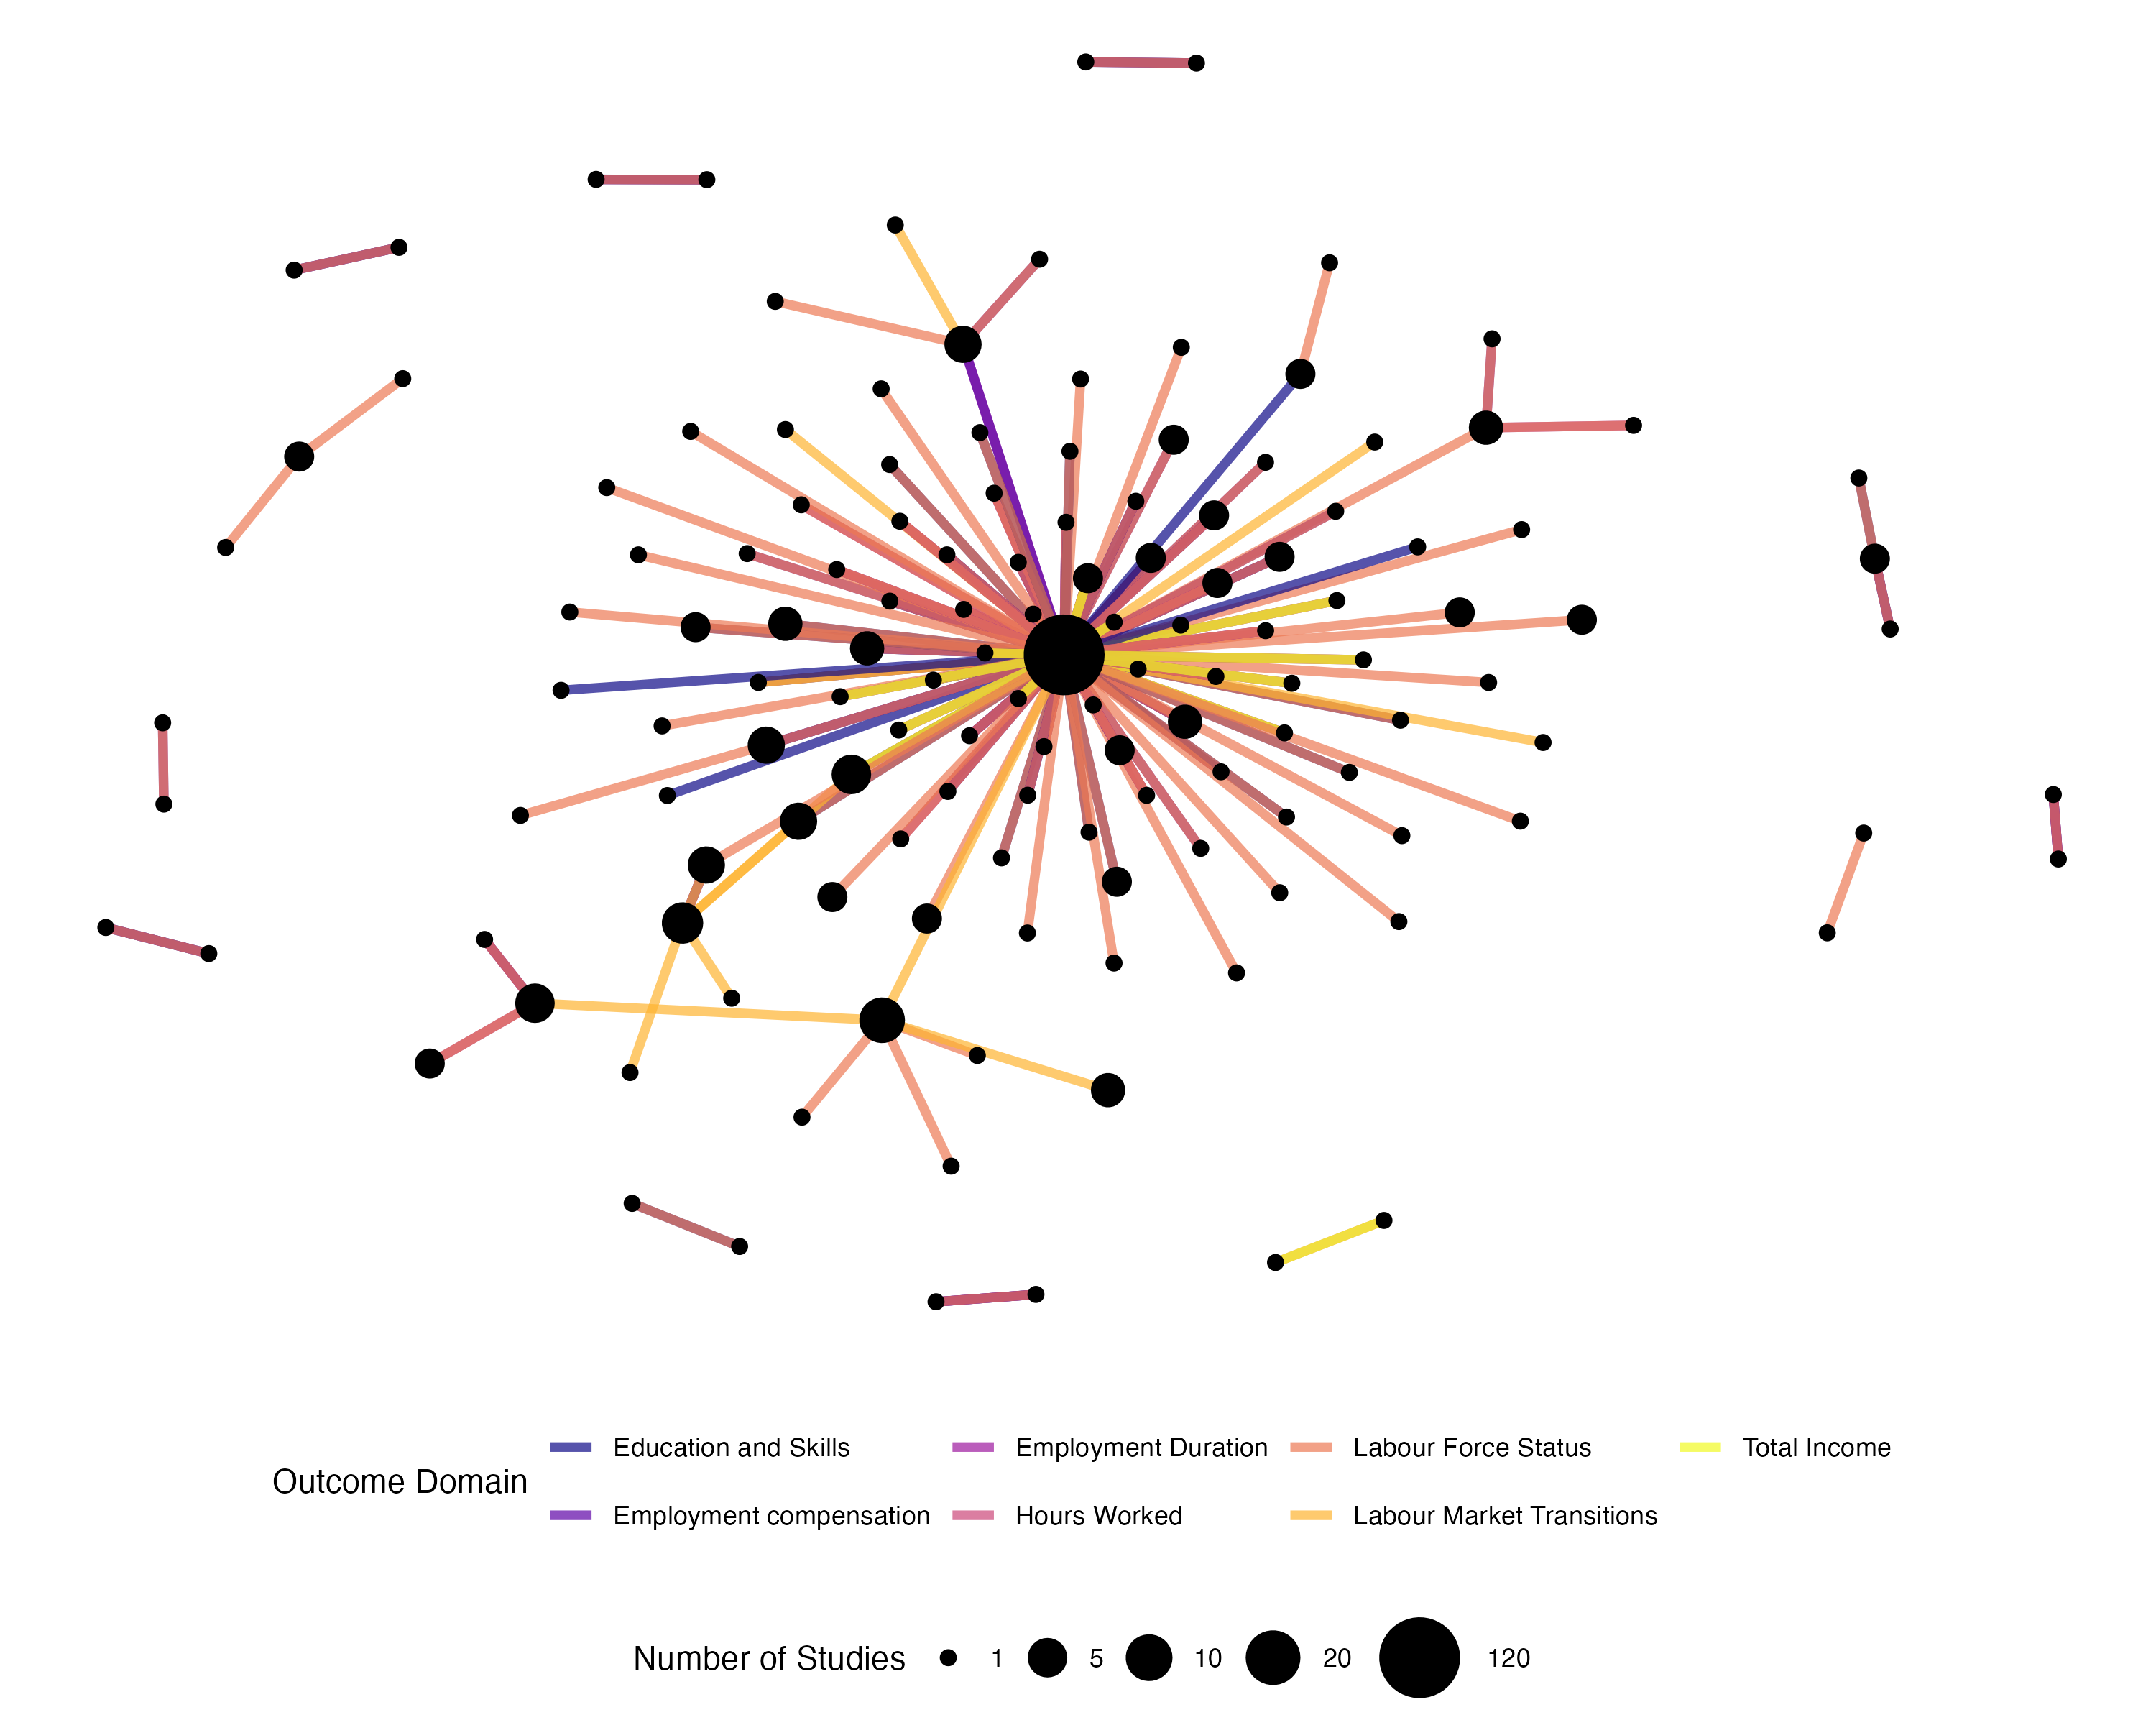 Education and Skills Employment Duration Labour Force Status Total Income
Outcome Domain
Employment compensation Hours Worked Labour Market Transitions
Number of Studies 1 5 10 20 120